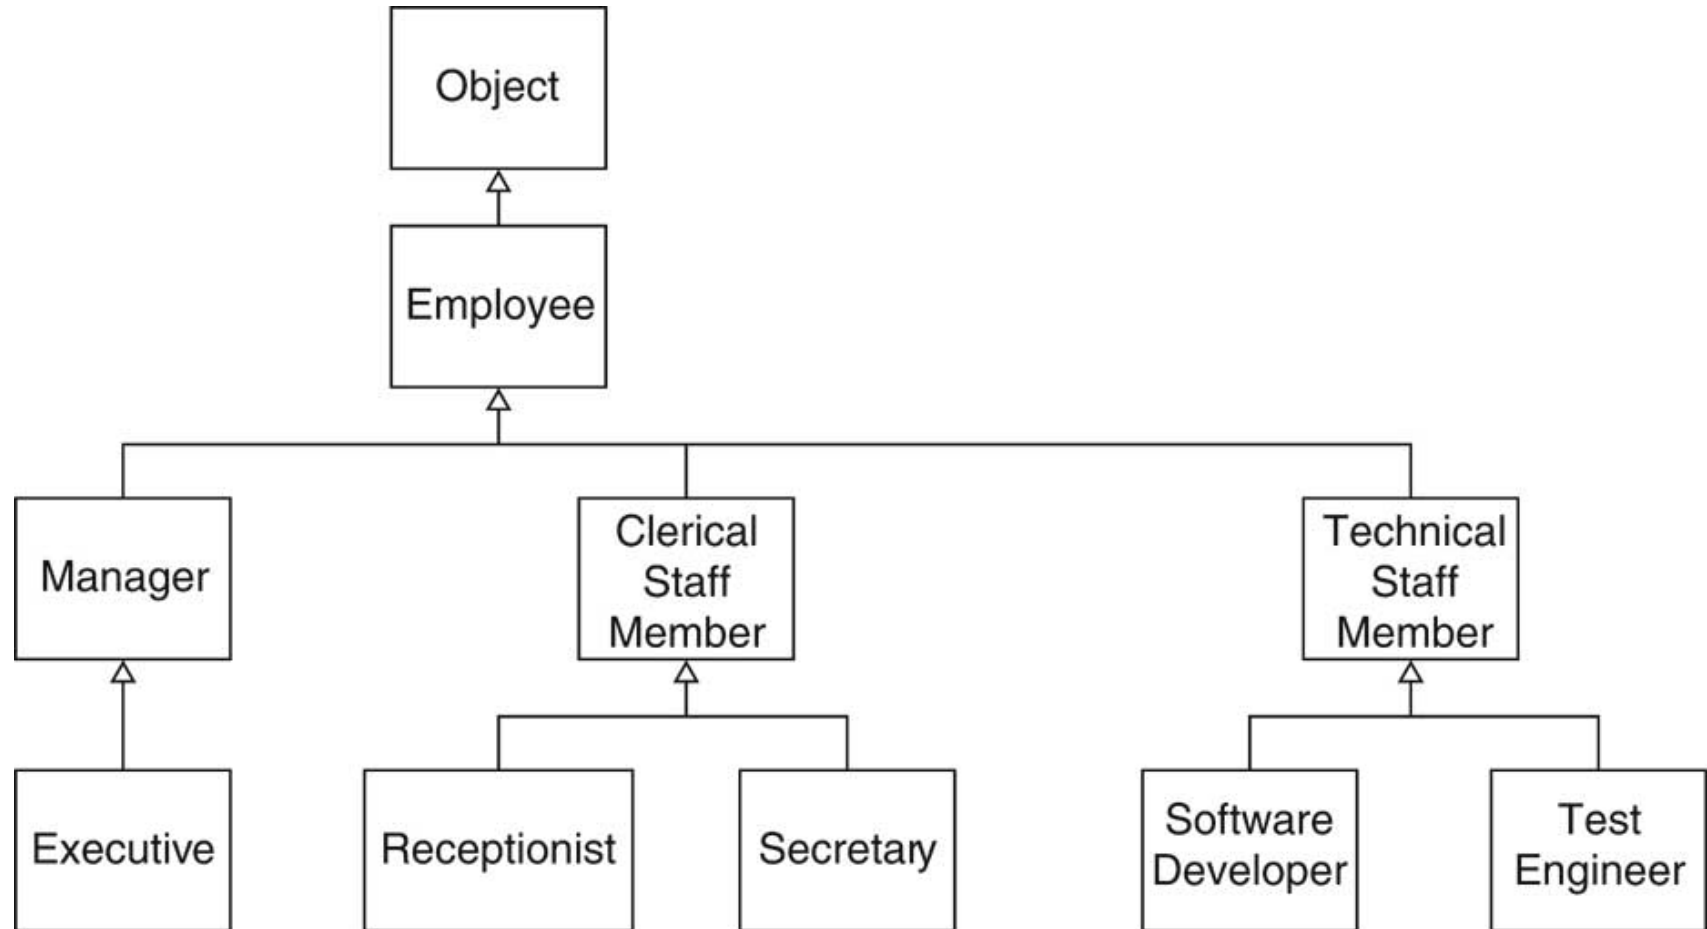 Object
Employee
Manager
Clerical
Staff
Member
Technical
Staff
Member
Executive
Receptionist
Secretary
Software
Developer
Test
Engineer